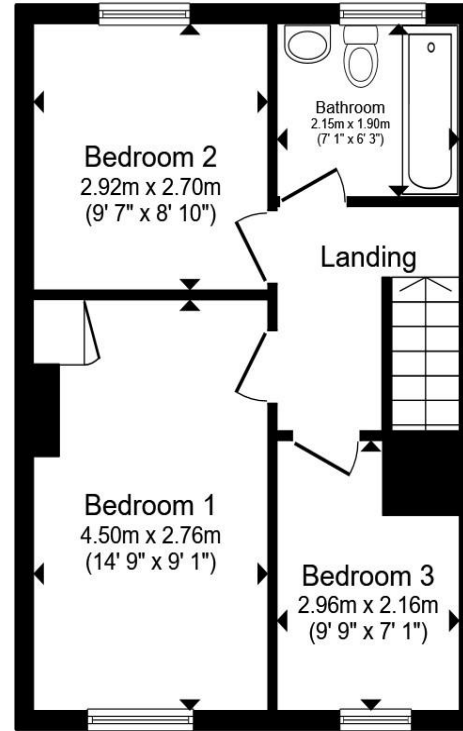 Bathroom
2.15m x 1.90m
(7' 1" x 6' 3")
Bedroom 2
2.92m x 2.70m
(9' 7" x 8' 10")
Landing
Bedroom 1
4.50m x 2.76m
(14' 9" x 9' 1")
Bedroom 3
2.96m x 2.16m
(9' 9" x 7' 1")